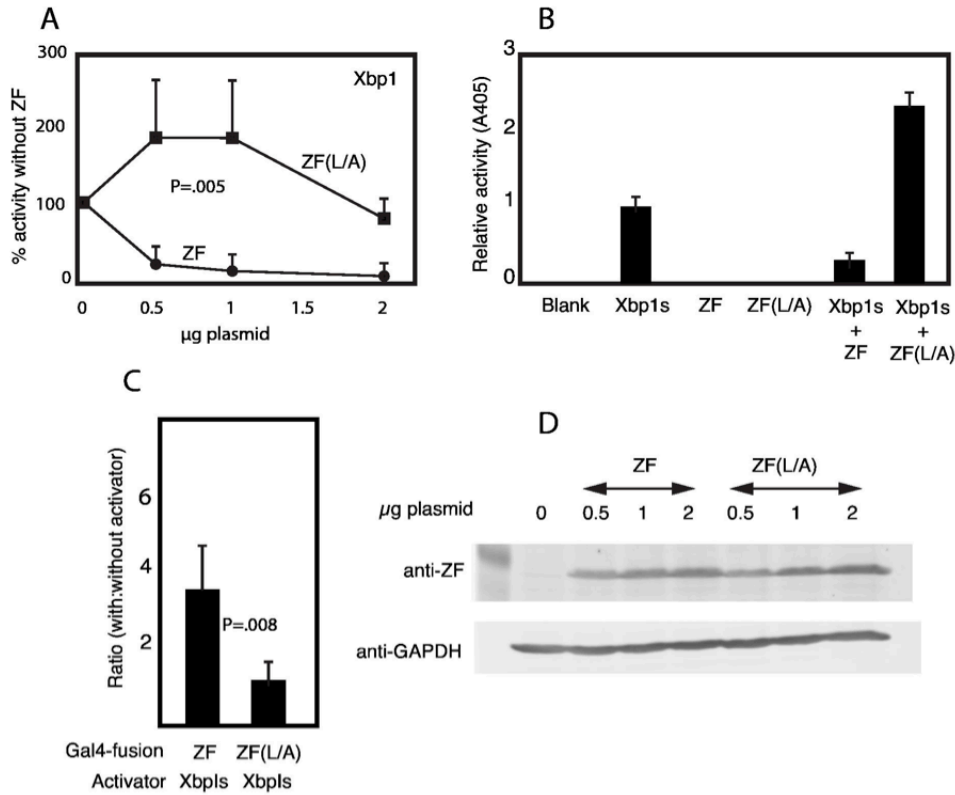 A
300
Xbp1
% activity without ZF
200
ZF(L/A)
P=.005
100
ZF
0
0 0.5 1 1.5 2
µg plasmid
B
3
Relative activity (A405)
2
1
0
Blank Xbp1s ZF ZF(L/A) Xbp1s Xbp1s
+ +
ZF ZF(L/A)
C
Ratio (with:without activator)
6
4
P=.008
2
Gal4-fusion ZF ZF(L/A)
Activator XbpIs XbpIs
D
ZF ZF(L/A)
µg plasmid 0 0.5 1 2 0.5 1 2
anti-ZF
anti-GAPDH